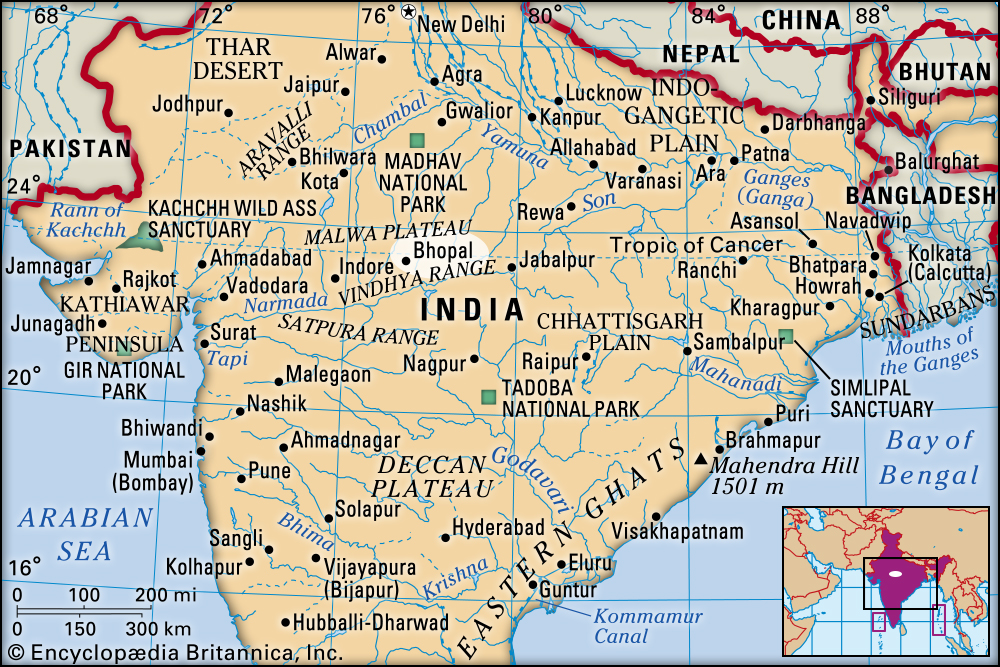 68°
72°
76°
80
84°
88°
New Delhi
CHINA
THAR
DESERT
Alwar
NEPAL
BHUTAN
Jaipur
Agra
Lucknow
INDO-
GANGETIC
PLAIN
Siliguri
Jodhpur
Chambal
Gwalior
Kanpur
Darbhanga
ARAVALLI
RANGE
Yamuna
PAKISTAN
Bhilwara
MADHAV
NATIONAL
PARK
Allahabad
Patna
Balurghat
Kota
Varanasi
Ara
Ganges
(Ganga)
24°
BANGLADESH
Rann of
Kachchh
KACHCHH WILD ASS
SANCTUARY
Rewa
Son
Asansol
Navadwip
MALWA PLATEAU
Bhopal
Tropic of Cancer
Kolkata
(Calcutta)
Jamnagar
Ahmadabad
Indore
VINDHYA RANGE
Jabalpur
Ranchi
Bhatpara
Rajkot
Vadodara
Howrah
KATHIAWAR
PENINSULA
Narmada
INDIA
Kharagpur
SUNDARBANS
Junagadh
Surat
SATPURA RANGE
CHHATTISGARH
PLAIN
Sambalpur
Mouths of
the Ganges
Tapi
Nagpur
Raipur
Mahanadi
GIR NATIONAL
PARK
20°
Malegaon
TADOBA
NATIONAL PARK
SIMLIPAL
SANCTUARY
Nashik
Puri
Bhiwandi
Ahmadnagar
Brahmapur
Bay of
Bengal
Mumbai
(Bombay)
Pune
DECCAN
PLATEAU
Godavari
EASTERN GHATS
Mahendra Hill
1501 m
ARABIAN
SEA
Solapur
Bhima
Hyderabad
Visakhapatnam
Sangli
Kolhapur
Vijayapura
(Bijapur)
Krishna
Eluru
16°
Guntur
0 100 200 mi
0 150 300 km
Hubballi-Dharwad
Kommamur
Canal
© Encyclopædia Britannica, Inc.